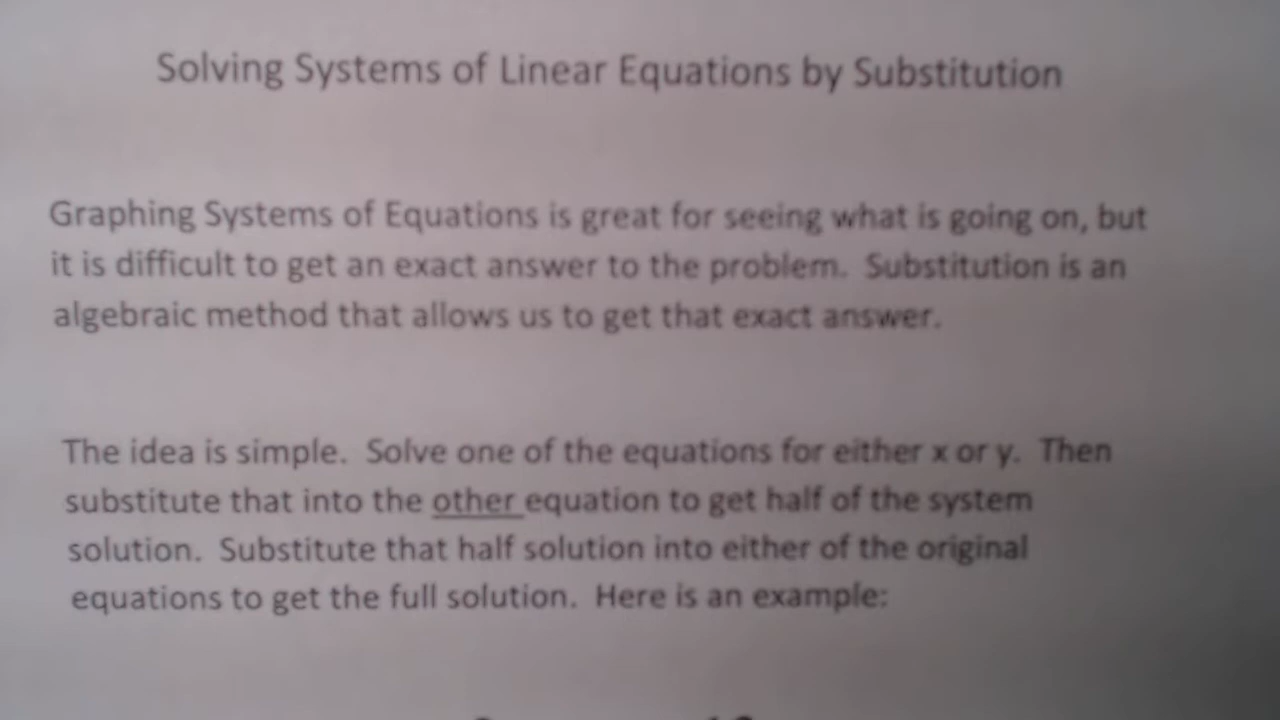 Solving Systems of Linear Equations by Substitution
Graphing Systems of Equations is great for seeing what is going on, but
it is difficult to get an exact answer to the problem. Substitution is an
algebraic method that allows us to get that exact answer.
The idea is simple. Solve one of the equations for either x or y. Then
substitute that into the other equation to get half of the system
solution. Substitute that half solution into either of the original
equations to get the full solution. Here is an example: